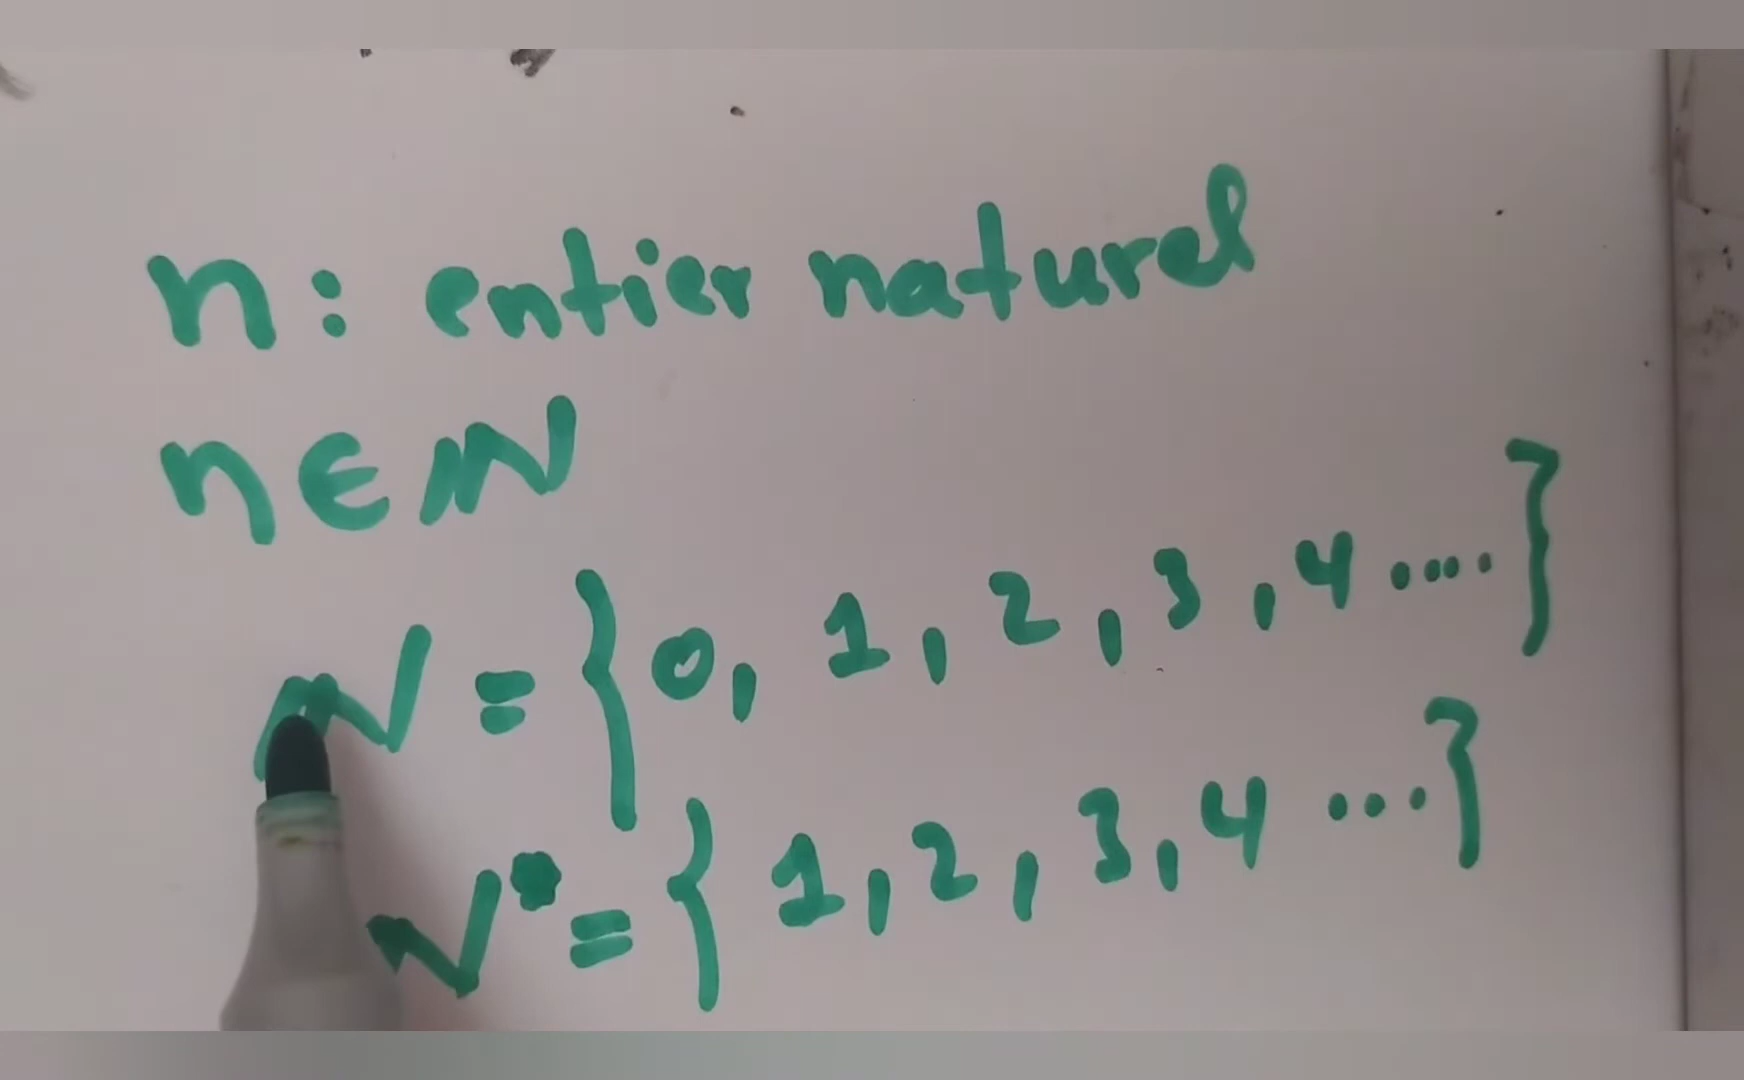 n: entier naturel
n ∈ ℕ
ℕ = {0, 1, 2, 3, 4 ....}
ℕ* = {1, 2, 3, 4 ...}